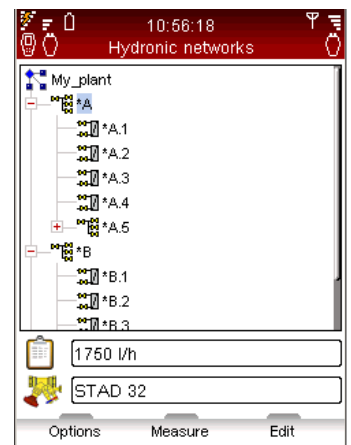 10:56:18
Hydronic networks
My_plant
*A
*A.1
*A.2
*A.3
*A.4
*A.5
*B
*B.1
*B.2
*B.3
1750 l/h
STAD 32
Options Measure Edit